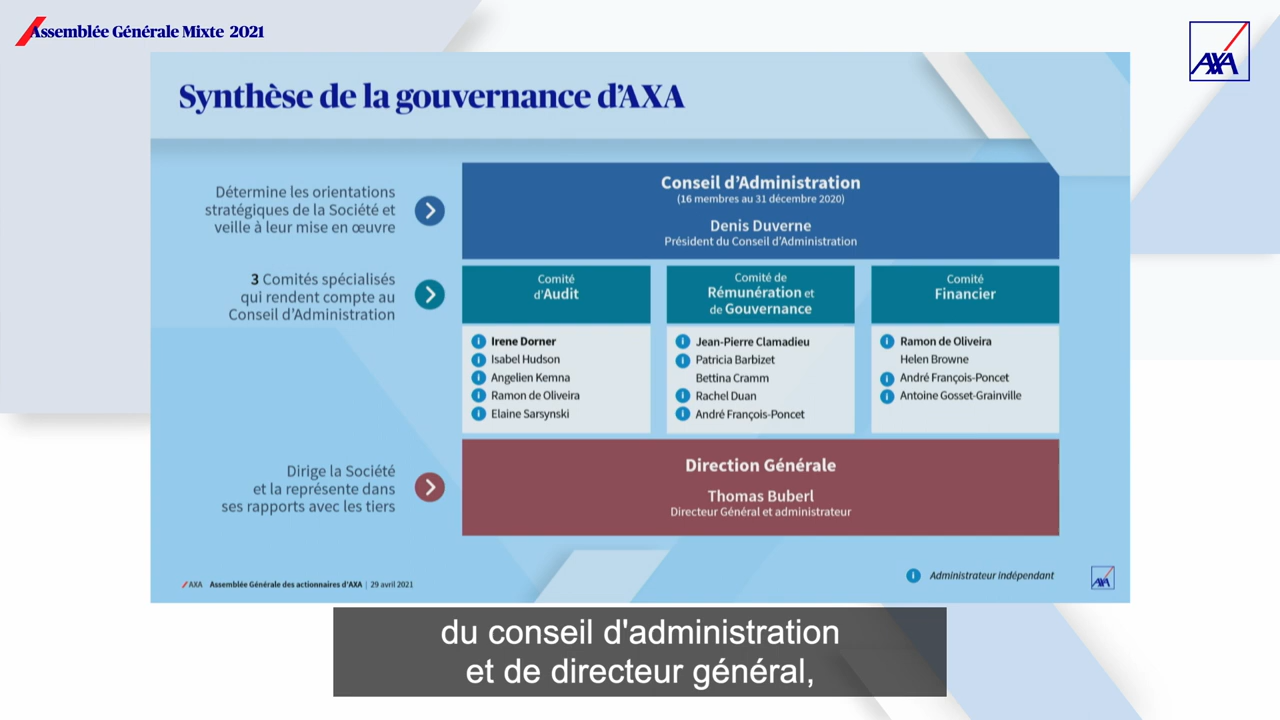 Assemblée Générale Mixte 2021
AXA
Synthèse de la gouvernance d'AXA
Détermine les orientations
stratégiques de la Société et
veille à leur mise en œuvre
Conseil d'Administration
(16 membres au 31 décembre 2020)
Denis Duverne
Président du Conseil d'Administration
3 Comités spécialisés
qui rendent compte au
Conseil d'Administration
Comité
d'Audit
i Irene Dorner
i Isabel Hudson
i Angelien Kemna
i Ramon de Oliveira
i Elaine Sarsynski
Comité de
Rémunération et
de Gouvernance
i Jean-Pierre Clamadieu
i Patricia Barbizet
Bettina Cramm
i Rachel Duan
i André François-Poncet
Comité
Financier
i Ramon de Oliveira
Helen Browne
i André François-Poncet
i Antoine Gosset-Grainville
Dirige la Société
et la représente dans
ses rapports avec les tiers
Direction Générale
Thomas Buberl
Directeur Général et administrateur
AXA Assemblée Générale des actionnaires d'AXA | 29 avril 2021
i Administrateur indépendant
AXA
du conseil d'administration
et de directeur général,